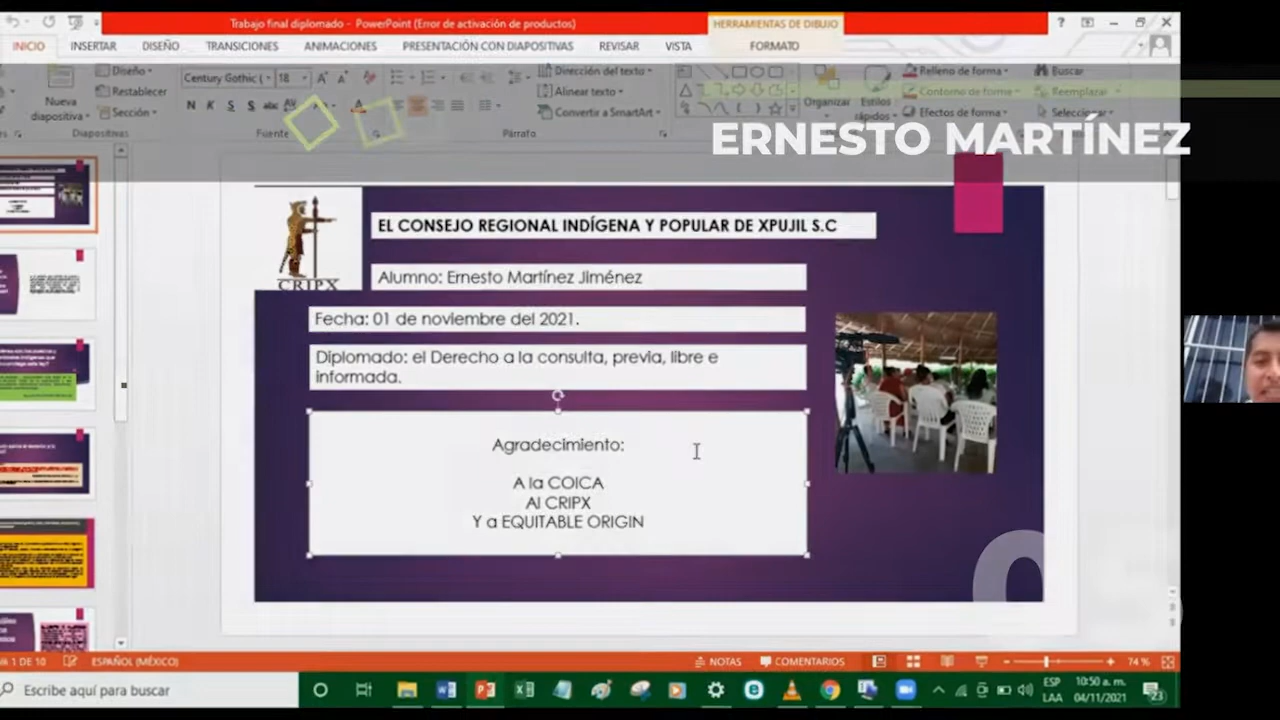 Trabajo final diplomado - PowerPoint (Error de activación de productos)
HERRAMIENTAS DE DIBUJO
INICIO INSERTAR DISEÑO TRANSICIONES ANIMACIONES PRESENTACIÓN CON DIAPOSITIVAS REVISAR VISTA FORMATO
Nueva diapositiva
Diseño
Restablecer
Sección
Diapositivas
Century Gothic ( 18
N K S S abc AV
Fuente
Dirección del texto
Alinear texto
Convertir a SmartArt
Párrafo
Organizar
Estilos rápidos
Relleno de forma
Contorno de forma
Efectos de forma
Buscar
Reemplazar
Seleccionar
ERNESTO MARTÍNEZ
CRIPX
EL CONSEJO REGIONAL INDÍGENA Y POPULAR DE XPUJIL S.C
Alumno: Ernesto Martínez Jiménez
Fecha: 01 de noviembre del 2021.
Diplomado: el Derecho a la consulta, previa, libre e
informada.
Agradecimiento:
A la COICA
Al CRIPX
Y a EQUITABLE ORIGIN
1 DE 10 ESPAÑOL (MÉXICO) NOTAS COMENTARIOS 74 %
Escribe aquí para buscar
ESP
LAA
10:50 a. m.
04/11/2021
23